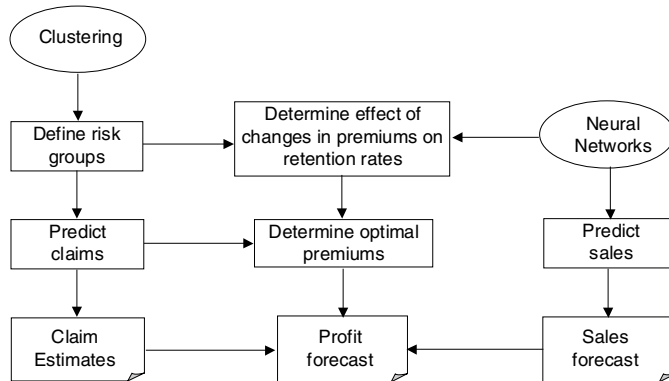 Clustering
Define risk
groups
Determine effect of
changes in premiums on
retention rates
Neural
Networks
Predict
claims
Determine optimal
premiums
Predict
sales
Claim
Estimates
Profit
forecast
Sales
forecast